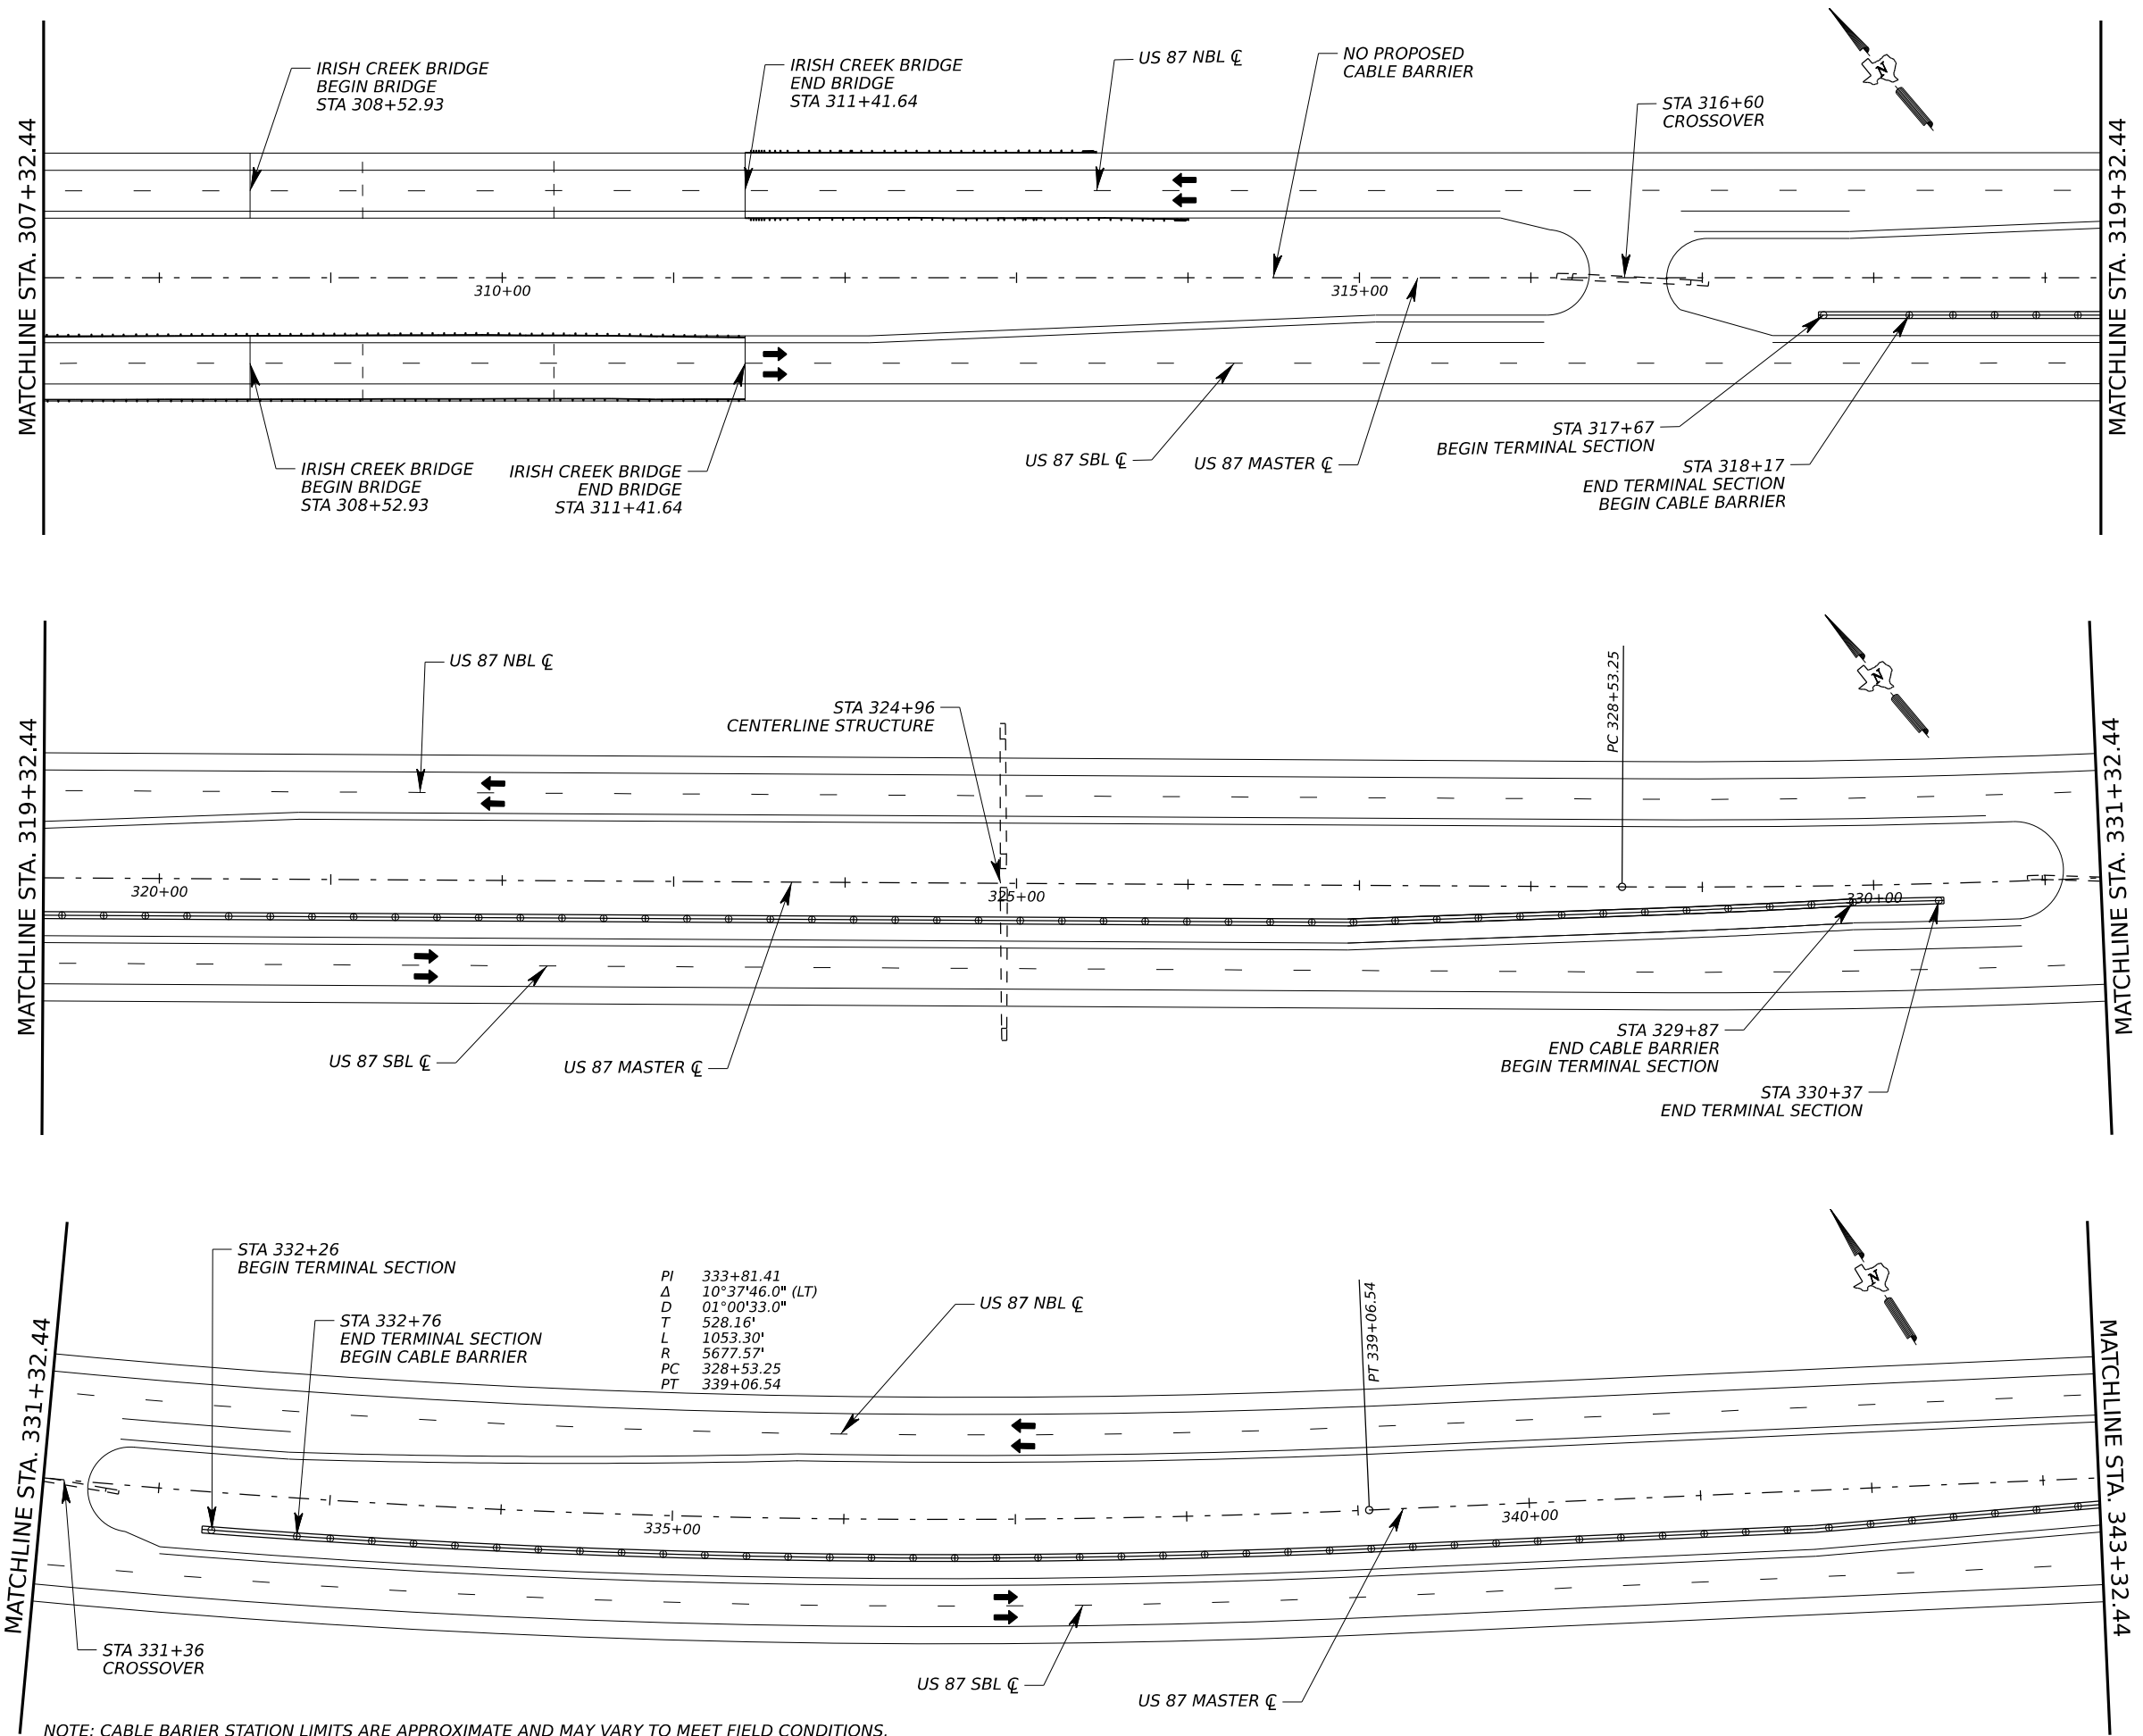 IRISH CREEK BRIDGE
BEGIN BRIDGE
STA 308+52.93
IRISH CREEK BRIDGE
END BRIDGE
STA 311+41.64
US 87 NBL ℄
NO PROPOSED
CABLE BARRIER
STA 316+60
CROSSOVER
N
MATCHLINE STA. 307+32.44
MATCHLINE STA. 319+32.44
310+00
315+00
IRISH CREEK BRIDGE
BEGIN BRIDGE
STA 308+52.93
IRISH CREEK BRIDGE
END BRIDGE
STA 311+41.64
US 87 SBL ℄
US 87 MASTER ℄
STA 317+67
BEGIN TERMINAL SECTION
STA 318+17
END TERMINAL SECTION
BEGIN CABLE BARRIER
US 87 NBL ℄
STA 324+96
CENTERLINE STRUCTURE
PC 328+53.25
N
MATCHLINE STA. 319+32.44
MATCHLINE STA. 331+32.44
320+00
325+00
330+00
US 87 SBL ℄
US 87 MASTER ℄
STA 329+87
END CABLE BARRIER
BEGIN TERMINAL SECTION
STA 330+37
END TERMINAL SECTION
STA 332+26
BEGIN TERMINAL SECTION
STA 332+76
END TERMINAL SECTION
BEGIN CABLE BARRIER
PI 333+81.41
Δ 10°37'46.0" (LT)
D 01°00'33.0"
T 528.16'
L 1053.30'
R 5677.57'
PC 328+53.25
PT 339+06.54
US 87 NBL ℄
PT 339+06.54
N
MATCHLINE STA. 331+32.44
MATCHLINE STA. 343+32.44
335+00
340+00
STA 331+36
CROSSOVER
US 87 SBL ℄
US 87 MASTER ℄
NOTE: CABLE BARIER STATION LIMITS ARE APPROXIMATE AND MAY VARY TO MEET FIELD CONDITIONS.